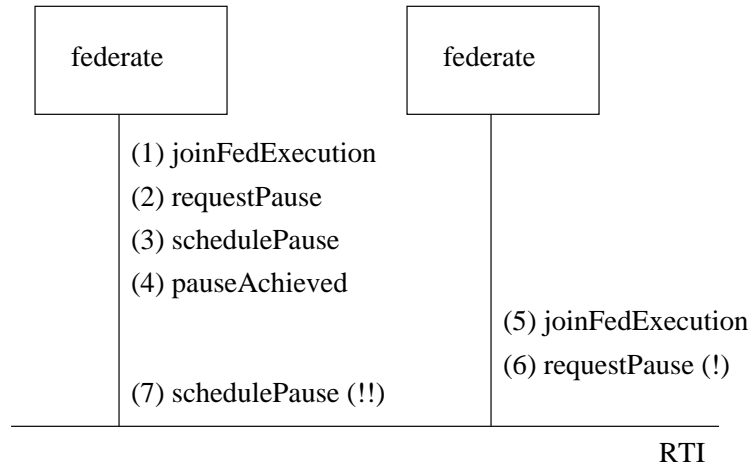 federate
federate
(1) joinFedExecution
(2) requestPause
(3) schedulePause
(4) pauseAchieved
(5) joinFedExecution
(6) requestPause (!)
(7) schedulePause (!!)
RTI